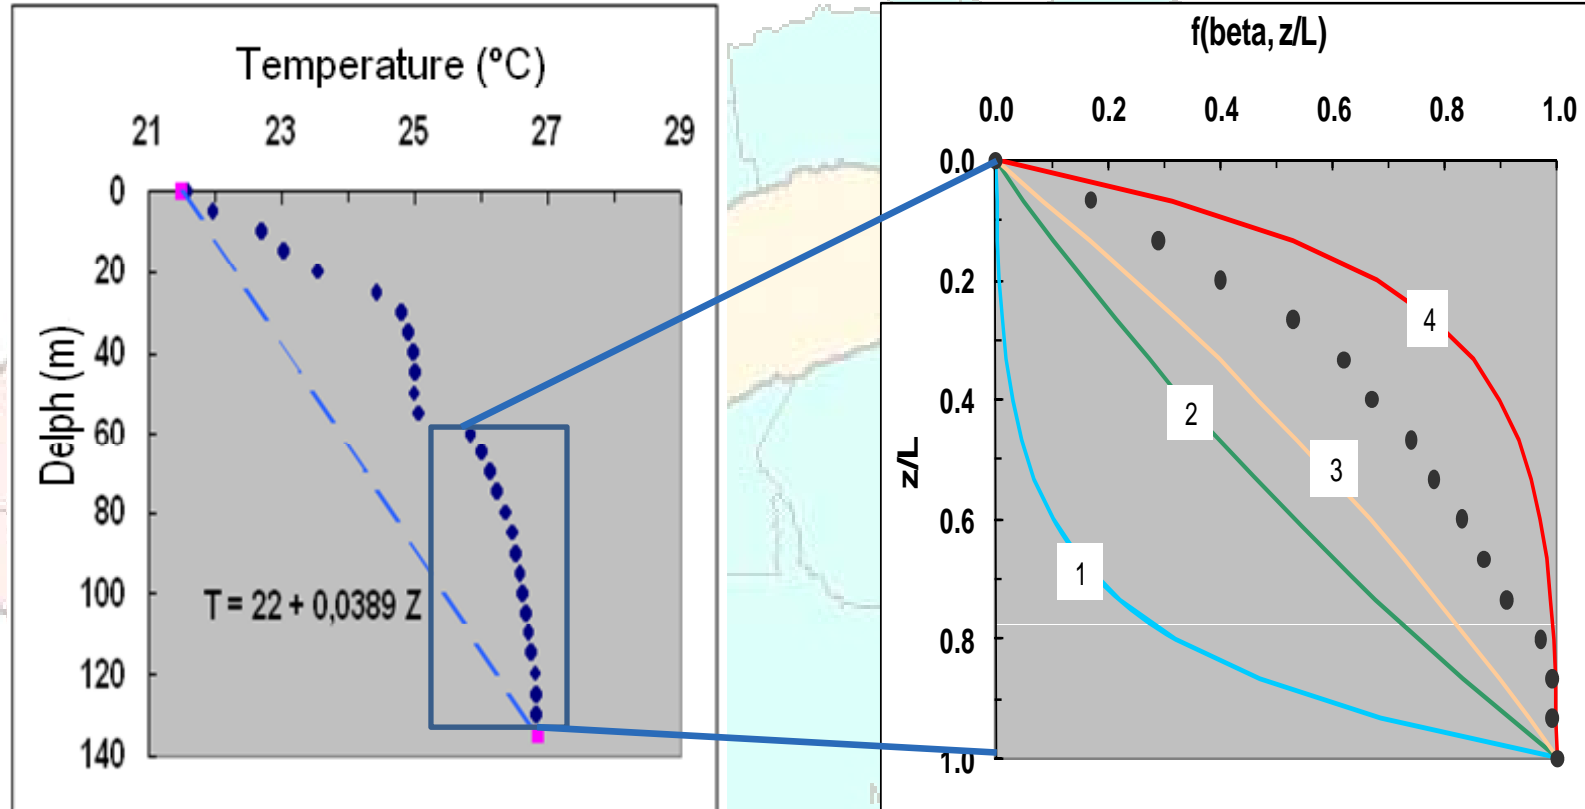 Temperature (°C)
21 23 25 27 29
0
20
40
60
80
100
120
140
Delph (m)
T = 22 + 0,0389 Z
f(beta, z/L)
0.0 0.2 0.4 0.6 0.8 1.0
0.0
0.2
0.4
0.6
0.8
1.0
z/L
4
2
3
1